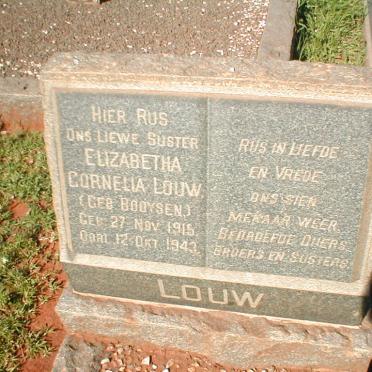 HIER RUS
ONS LIEWE SUSTER
ELIZABETHA
CORNELIA LOUW
(GEB BOOYSEN)
GEB. 27 NOV. 1915
OORL 12 OKT. 1943
RUS IN LIEFDE
EN VREDE
ONS SIEN
MEKAAR WEER.
BEDROEFDE OUERS,
BROERS EN SUSTERS
LOUW